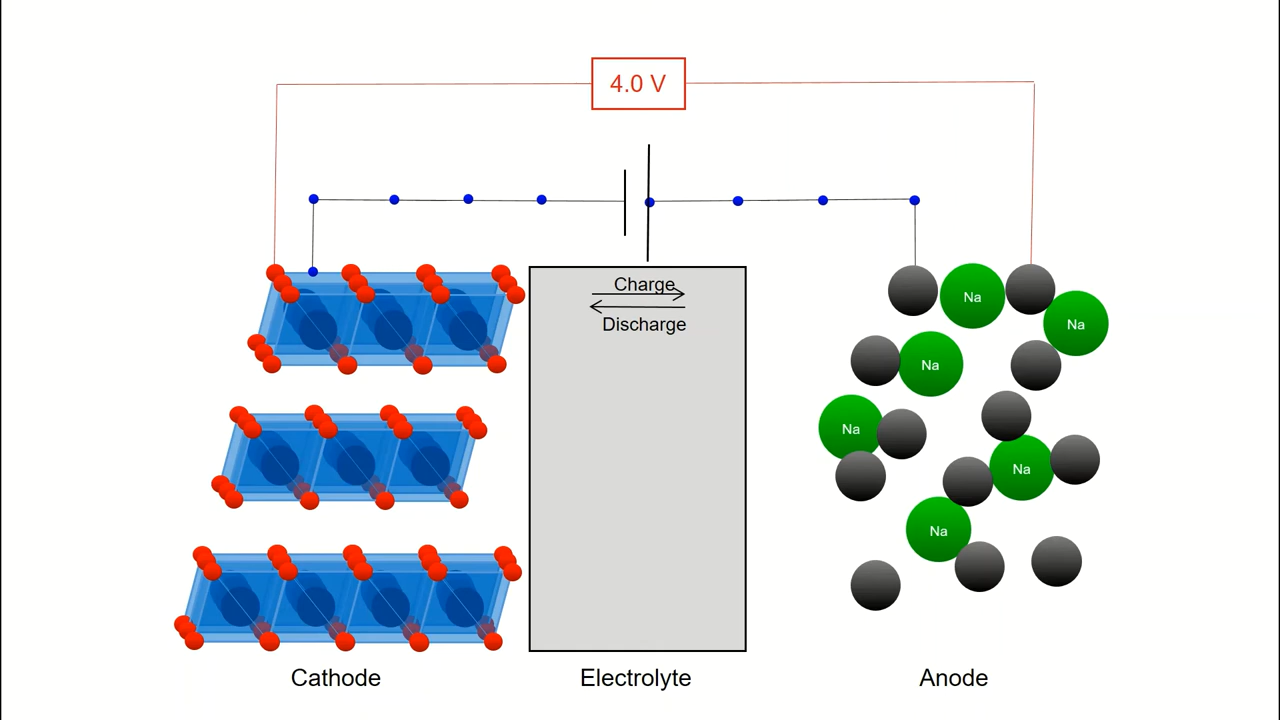 4.0 V
Charge
Discharge
Na
Na
Na
Na
Na
Na
Cathode
Electrolyte
Anode